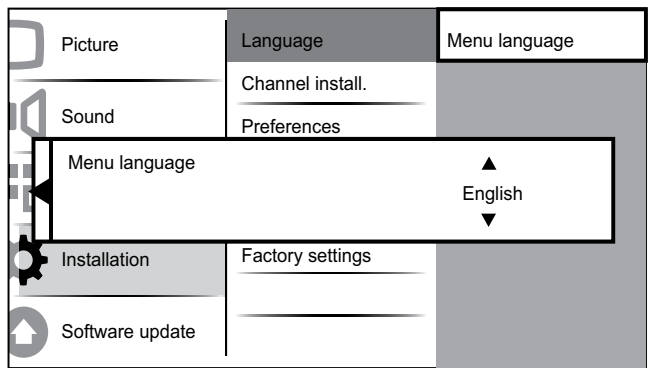 Picture
Language
Menu language
Channel install.
Sound
Preferences
Menu language
English
Installation
Factory settings
Software update